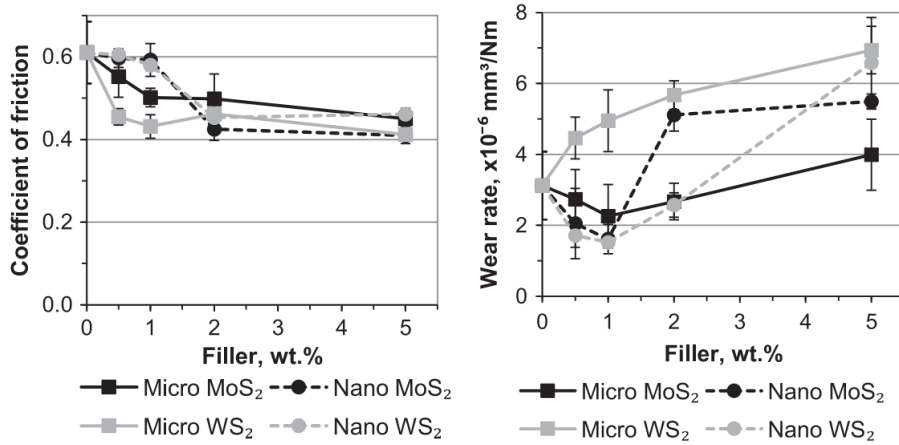 Coefficient of friction
0.6
0.4
0.2
0.0
0 1 2 3 4 5
Filler, wt.%
Micro MoS₂ Nano MoS₂
Micro WS₂ Nano WS₂
Wear rate, x10⁻⁶ mm³/Nm
8
6
4
2
0
0 1 2 3 4 5
Filler, wt.%
Micro MoS₂ Nano MoS₂
Micro WS₂ Nano WS₂